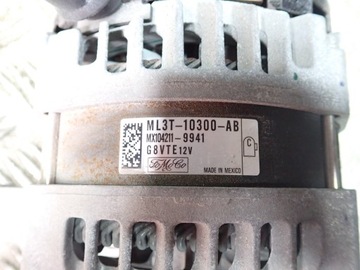 ML3T-10300-AB
MX104211-9941
G8VTE12V
FoMoCo
C
MADE IN MEXICO